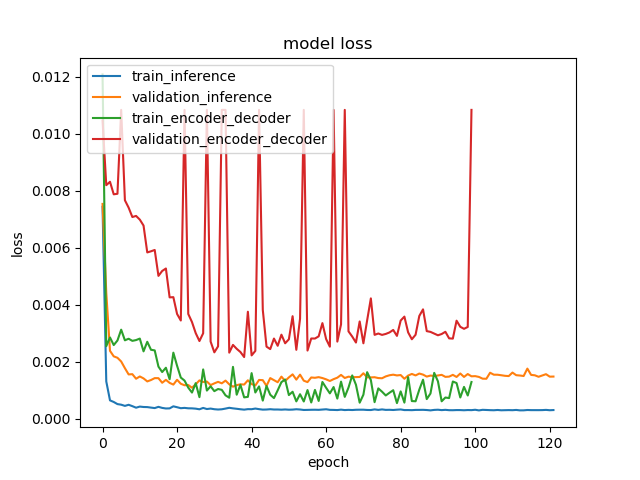 model loss
train_inference
validation_inference
train_encoder_decoder
validation_encoder_decoder
0.012
0.010
0.008
0.006
0.004
0.002
0.000
loss
0 20 40 60 80 100 120
epoch